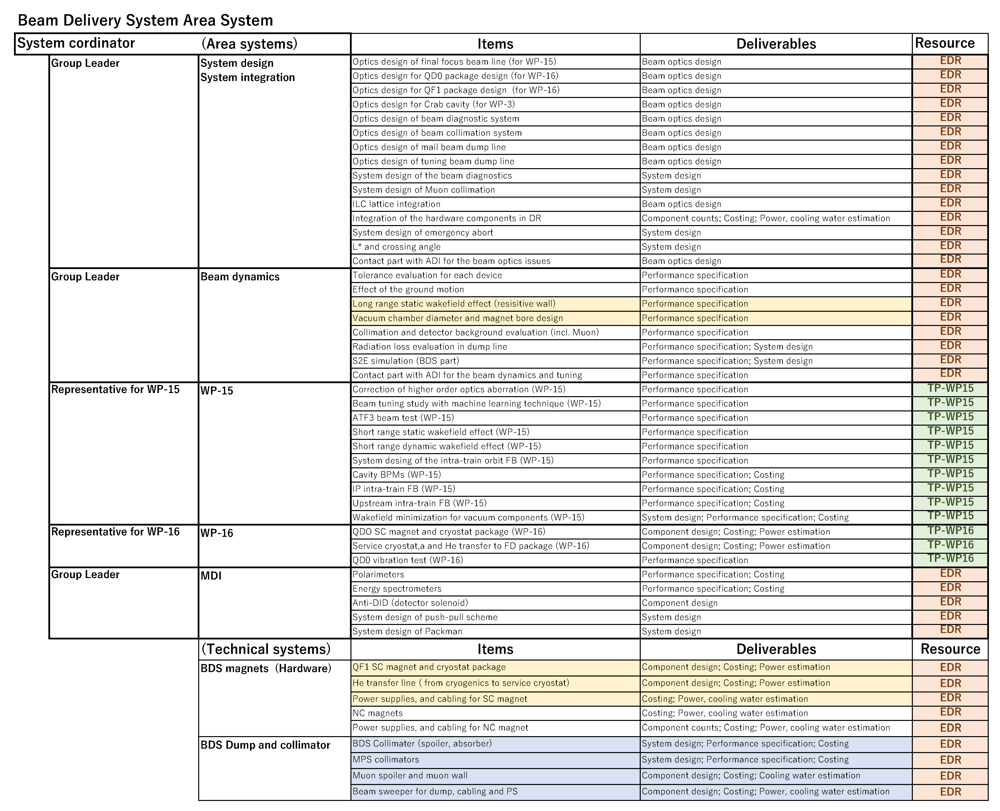 Beam Delivery System Area System
System cordinator (Area systems) Items Deliverables Resource
Group Leader System design Optics design of final focus beam line (for WP-15) Beam optics design EDR
System integration Optics design for QD0 package design (for WP-16) Beam optics design EDR
Optics design for QF1 package design (for WP-16) Beam optics design EDR
Optics design for Crab cavity (for WP-3) Beam optics design EDR
Optics design of beam diagnostic system Beam optics design EDR
Optics design of beam collimation system Beam optics design EDR
Optics design of mail beam dump line Beam optics design EDR
Optics design of tuning beam dump line Beam optics design EDR
System design of the beam diagnostics System design EDR
System design of Muon collimation System design EDR
ILC lattice integration Beam optics design EDR
Integration of the hardware components in DR Component counts; Costing; Power, cooling water estimation EDR
System design of emergency abort System design EDR
L* and crossing angle System design EDR
Contact part with ADI for the beam optics issues Beam optics design EDR
Group Leader Beam dynamics Tolerance evaluation for each device Performance specification EDR
Effect of the ground motion Performance specification EDR
Long range static wakefield effect (resisitive wall) Performance specification EDR
Vacuum chamber diameter and magnet bore design Performance specification EDR
Collimation and detector background evaluation (incl. Muon) Performance specification EDR
Radiation loss evaluation in dump line Performance specification; System design EDR
S2E simulation (BDS part) Performance specification; System design EDR
Contact part with ADI for the beam dynamics and tuning Performance specification EDR
Representative for WP-15 WP-15 Correction of higher order optics aberration (WP-15) Performance specification TP-WP15
Beam tuning study with machine learning technique (WP-15) Performance specification TP-WP15
ATF3 beam test (WP-15) Performance specification TP-WP15
Short range static wakefield effect (WP-15) Performance specification TP-WP15
Short range dynamic wakefield effect (WP-15) Performance specification TP-WP15
System desing of the intra-train orbit FB (WP-15) Performance specification TP-WP15
Cavity BPMs (WP-15) Performance specification; Costing TP-WP15
IP intra-train FB (WP-15) Performance specification; Costing TP-WP15
Upstream intra-train FB (WP-15) Performance specification; Costing TP-WP15
Wakefield minimization for vacuum components (WP-15) System design; Performance specification; Costing TP-WP15
Representative for WP-16 WP-16 QDO SC magnet and cryostat package (WP-16) Component design; Costing; Power estimation TP-WP16
Service cryostat,a and He transfer to FD package (WP-16) Component design; Costing; Power estimation TP-WP16
QD0 vibration test (WP-16) Performance specification TP-WP16
Group Leader MDI Polarimeters Performance specification; Costing EDR
Energy spectrometers Performance specification; Costing EDR
Anti-DID (detector solenoid) Component design EDR
System design of push-pull scheme System design EDR
System design of Packman System design EDR
(Technical systems) Items Deliverables Resource
BDS magnets (Hardware) QF1 SC magnet and cryostat package Component design; Costing; Power estimation EDR
He transfer line ( from cryogenics to service cryostat) Component design; Costing; Power estimation EDR
Power supplies, and cabling for SC magnet Costing; Power, cooling water estimation EDR
NC magnets Costing; Power, cooling water estimation EDR
Power supplies, and cabling for NC magnet Component counts; Costing; Power, cooling water estimation EDR
BDS Dump and collimator BDS Collimater (spoiler, absorber) System design; Performance specification; Costing EDR
MPS collimators System design; Performance specification; Costing EDR
Muon spoiler and muon wall Component design; Costing; Cooling water estimation EDR
Beam sweeper for dump, cabling and PS Component design; Costing; Power, cooling water estimation EDR